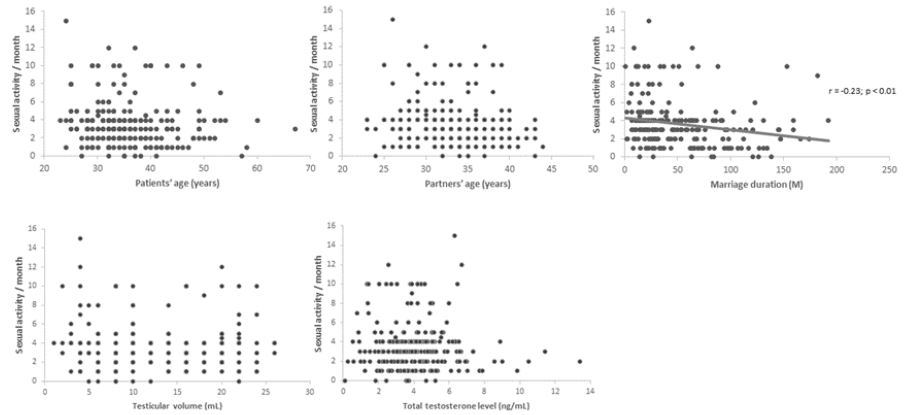 Sexual activity / month
16
14
12
10
8
6
4
2
0
20 30 40 50 60 70
Patients' age (years)
Sexual activity / month
16
14
12
10
8
6
4
2
0
20 30 40 50
Partners' age (years)
Sexual activity / month
16
14
12
10
8
6
4
2
0
0 50 100 150 200 250
Marriage duration (M)
r = -0.23; p < 0.01
Sexual activity / month
16
14
12
10
8
6
4
2
0
0 5 10 15 20 25 30
Testicular volume (mL)
Sexual activity / month
16
14
12
10
8
6
4
2
0
0 2 4 6 8 10 12 14
Total testosterone level (ng/mL)